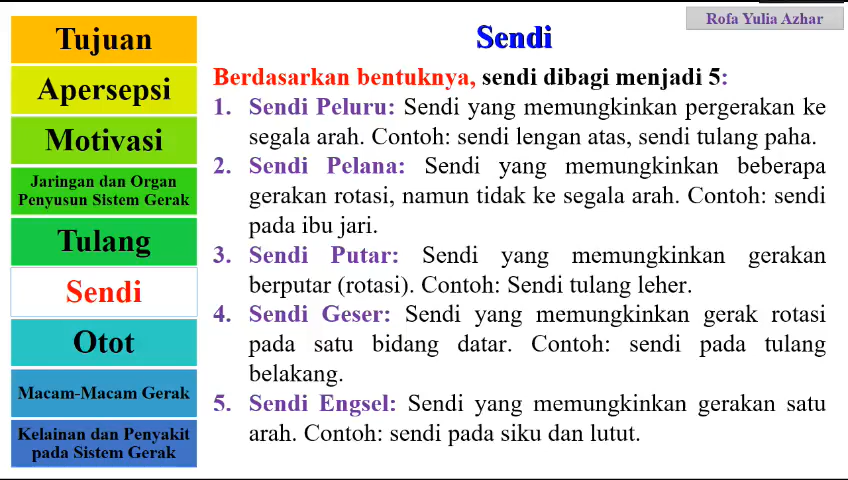 Rofa Yulia Azhar
Tujuan
Apersepsi
Motivasi
Jaringan dan Organ
Penyusun Sistem Gerak
Tulang
Sendi
Otot
Macam-Macam Gerak
Kelainan dan Penyakit
pada Sistem Gerak
Sendi
Berdasarkan bentuknya, sendi dibagi menjadi 5:
1. Sendi Peluru: Sendi yang memungkinkan pergerakan ke
segala arah. Contoh: sendi lengan atas, sendi tulang paha.
2. Sendi Pelana: Sendi yang memungkinkan beberapa
gerakan rotasi, namun tidak ke segala arah. Contoh: sendi
pada ibu jari.
3. Sendi Putar: Sendi yang memungkinkan gerakan
berputar (rotasi). Contoh: Sendi tulang leher.
4. Sendi Geser: Sendi yang memungkinkan gerak rotasi
pada satu bidang datar. Contoh: sendi pada tulang
belakang.
5. Sendi Engsel: Sendi yang memungkinkan gerakan satu
arah. Contoh: sendi pada siku dan lutut.